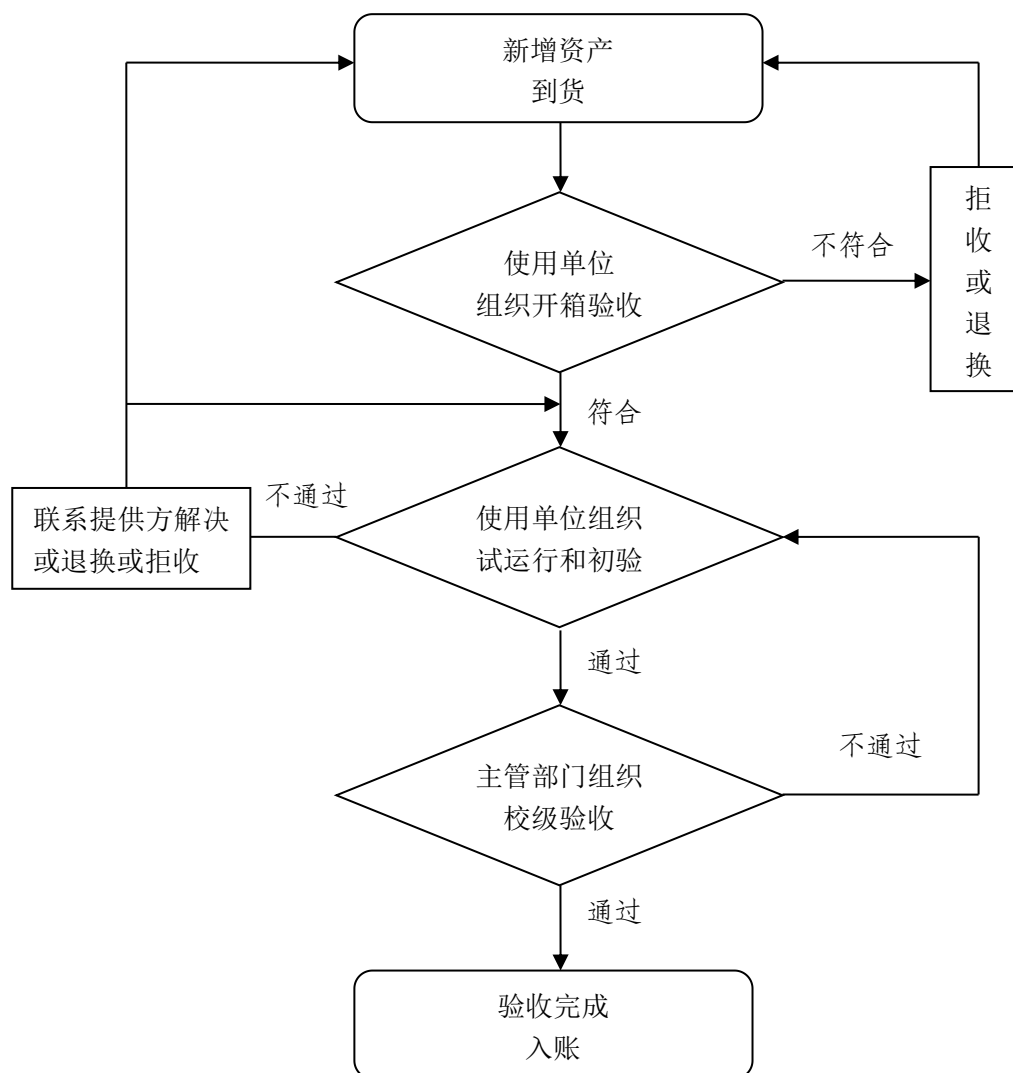 新增资产
到货
使用单位
组织开箱验收
不符合
拒
收
或
退
换
符合
不通过
联系提供方解决
或退换或拒收
使用单位组织
试运行和初验
通过
主管部门组织
校级验收
不通过
通过
验收完成
入账